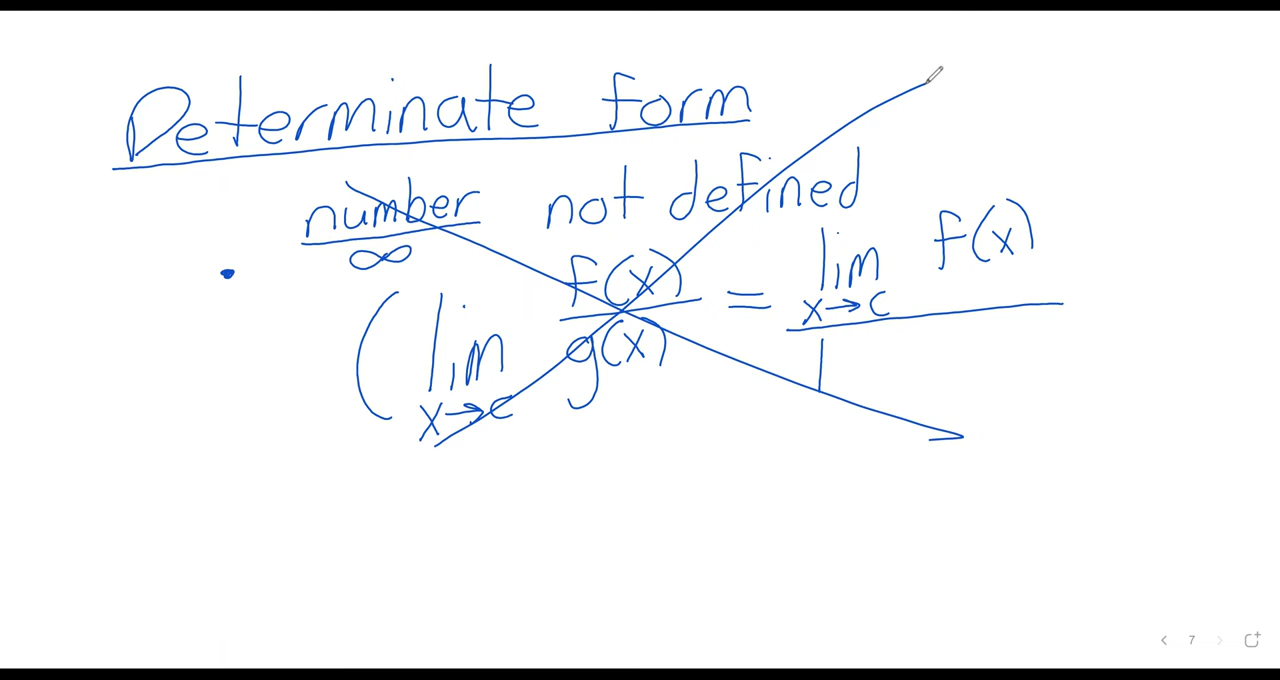 Determinate form
number not defined
∞
f(x) = lim f(x)
x→c
( lim g(x)
x→c
7